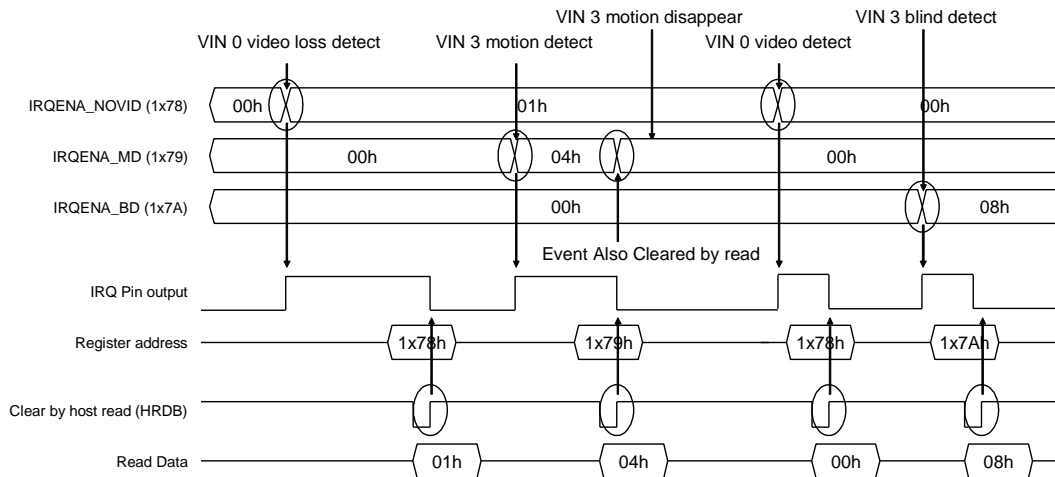 VIN 3 motion disappear
VIN 3 blind detect
VIN 0 video loss detect
VIN 3 motion detect
VIN 0 video detect
IRQENA_NOVID (1x78)
00h
01h
00h
IRQENA_MD (1x79)
00h
04h
00h
IRQENA_BD (1x7A)
00h
08h
Event Also Cleared by read
IRQ Pin output
Register address
1x78h
1x79h
1x78h
1x7Ah
Clear by host read (HRDB)
Read Data
01h
04h
00h
08h